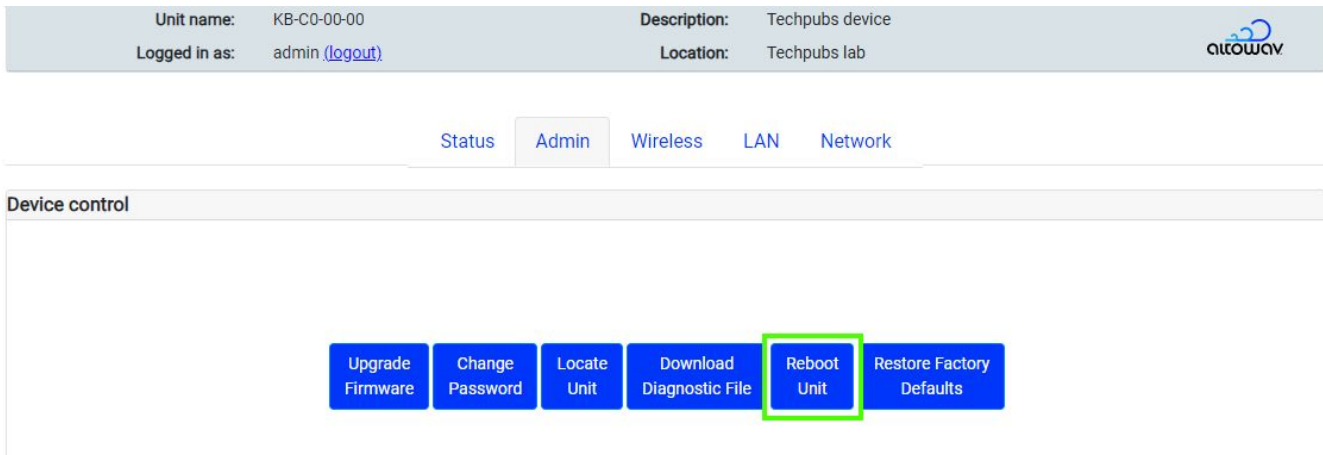 Unit name: KB-C0-00-00 Description: Techpubs device
Logged in as: admin (logout) Location: Techpubs lab
altowav
Status Admin Wireless LAN Network
Device control
Upgrade Firmware
Change Password
Locate Unit
Download Diagnostic File
Reboot Unit
Restore Factory Defaults